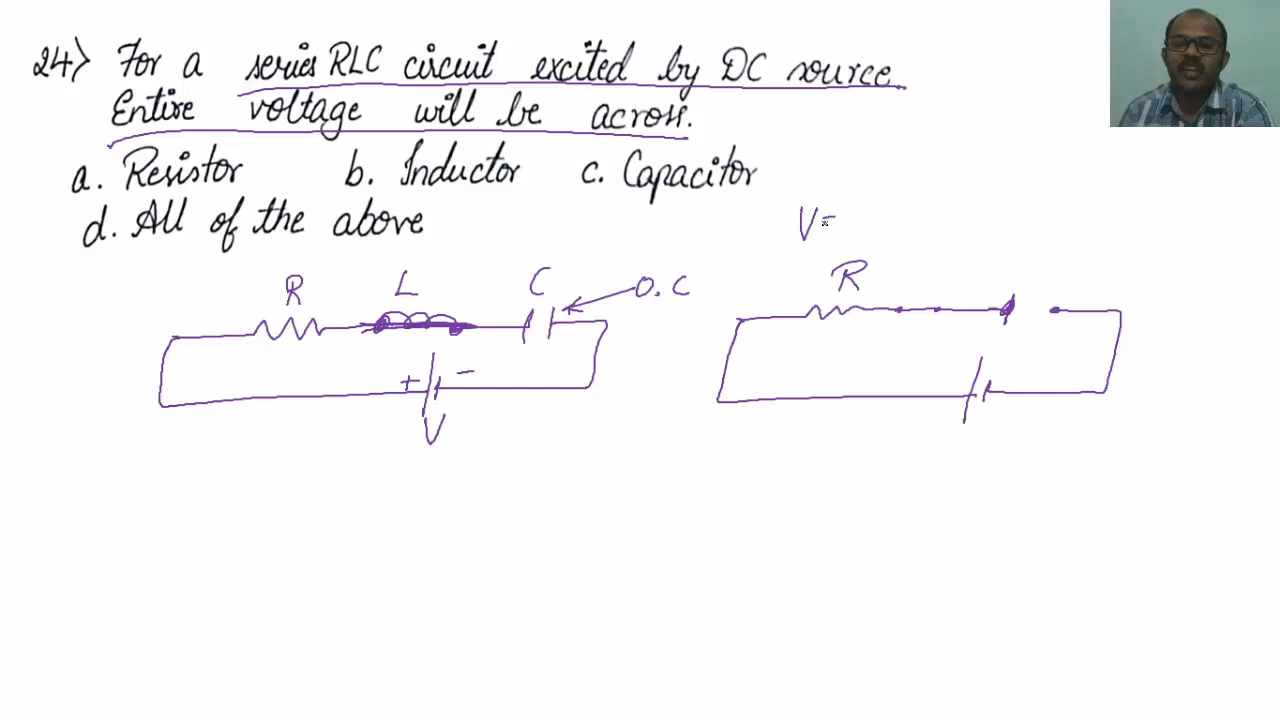 24) For a series RLC circuit excited by DC source.
Entire voltage will be across.
a. Resistor b. Inductor c. Capacitor
d. All of the above
V=
R L C O.C R
+ -
V